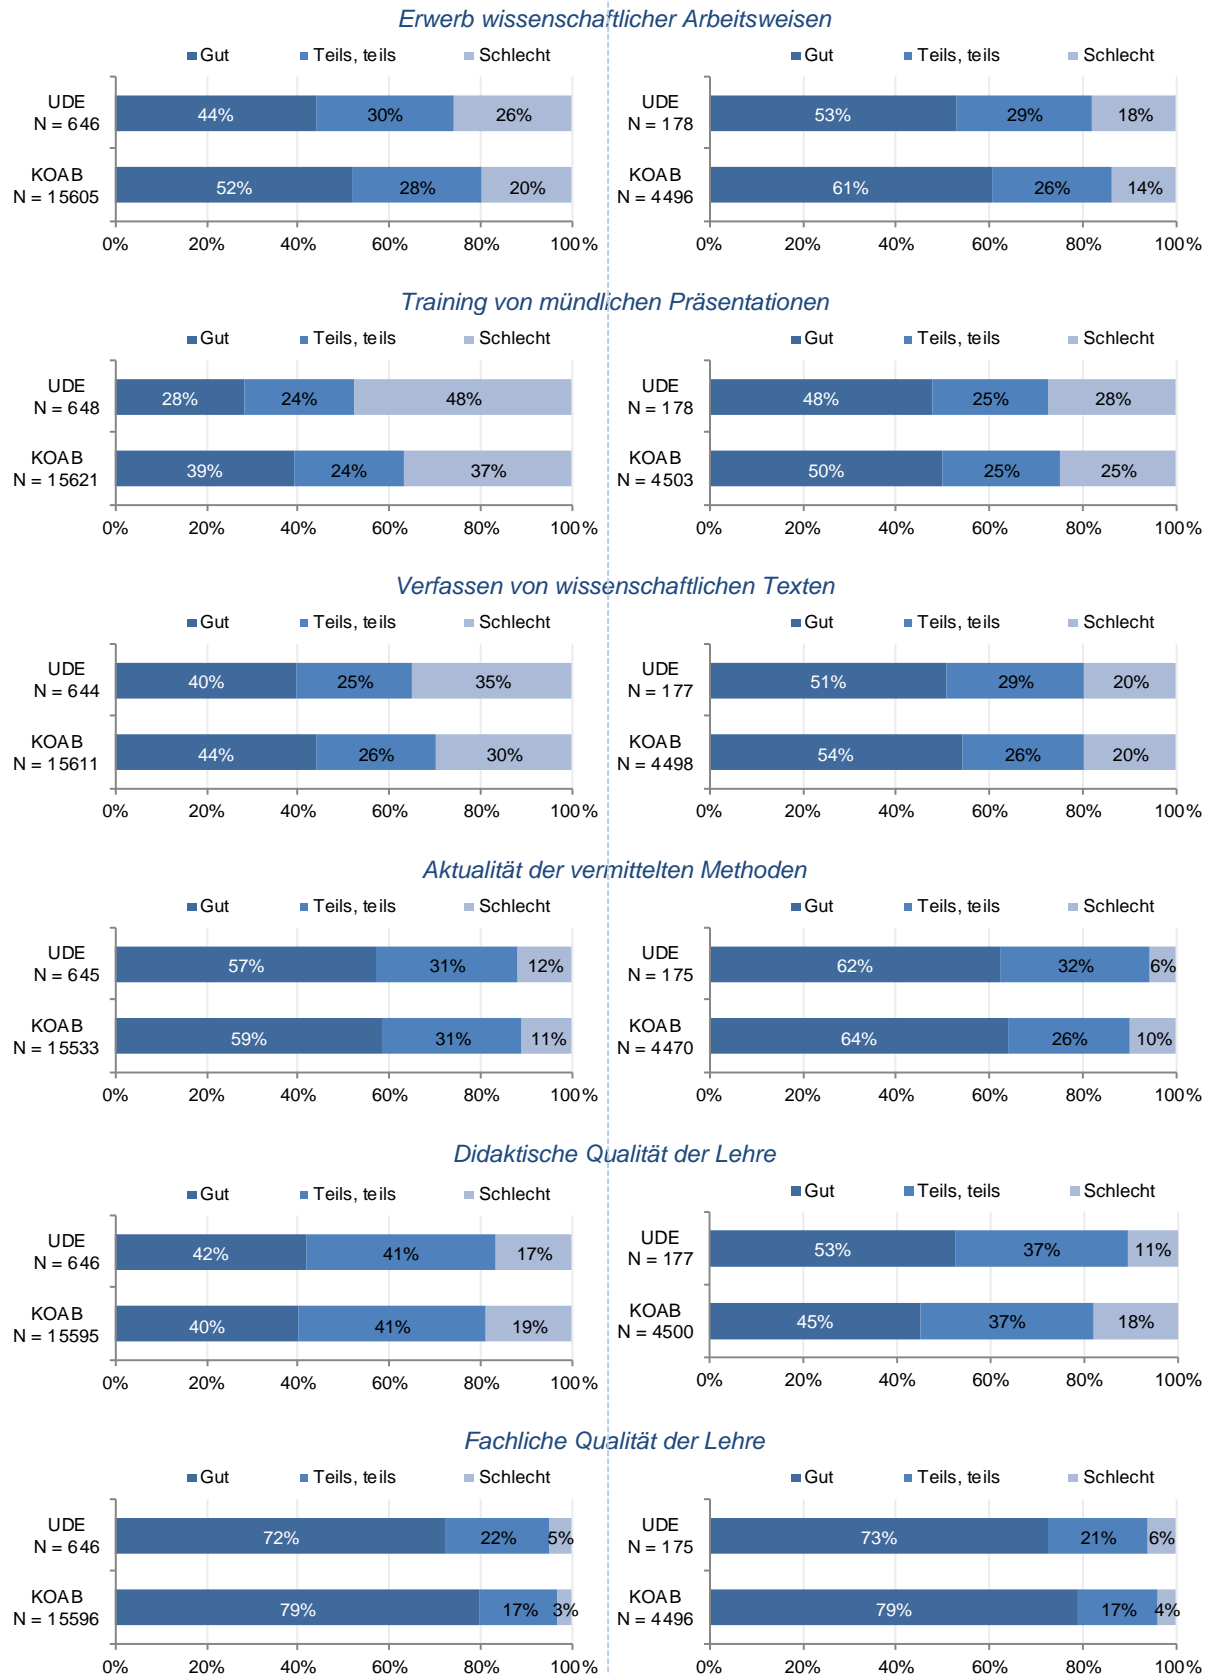 Erwerb wissenschaftlicher Arbeitsweisen
Gut Teils, teils Schlecht
UDE
N = 646
44% 30% 26%
KOAB
N = 15605
52% 28% 20%
0% 20% 40% 60% 80% 100%
Gut Teils, teils Schlecht
UDE
N = 178
53% 29% 18%
KOAB
N = 4496
61% 26% 14%
0% 20% 40% 60% 80% 100%
Training von mündlichen Präsentationen
Gut Teils, teils Schlecht
UDE
N = 648
28% 24% 48%
KOAB
N = 15621
39% 24% 37%
0% 20% 40% 60% 80% 100%
Gut Teils, teils Schlecht
UDE
N = 178
48% 25% 28%
KOAB
N = 4503
50% 25% 25%
0% 20% 40% 60% 80% 100%
Verfassen von wissenschaftlichen Texten
Gut Teils, teils Schlecht
UDE
N = 644
40% 25% 35%
KOAB
N = 15611
44% 26% 30%
0% 20% 40% 60% 80% 100%
Gut Teils, teils Schlecht
UDE
N = 177
51% 29% 20%
KOAB
N = 4498
54% 26% 20%
0% 20% 40% 60% 80% 100%
Aktualität der vermittelten Methoden
Gut Teils, teils Schlecht
UDE
N = 645
57% 31% 12%
KOAB
N = 15533
59% 31% 11%
0% 20% 40% 60% 80% 100%
Gut Teils, teils Schlecht
UDE
N = 175
62% 32% 6%
KOAB
N = 4470
64% 26% 10%
0% 20% 40% 60% 80% 100%
Didaktische Qualität der Lehre
Gut Teils, teils Schlecht
UDE
N = 646
42% 41% 17%
KOAB
N = 15595
40% 41% 19%
0% 20% 40% 60% 80% 100%
Gut Teils, teils Schlecht
UDE
N = 177
53% 37% 11%
KOAB
N = 4500
45% 37% 18%
0% 20% 40% 60% 80% 100%
Fachliche Qualität der Lehre
Gut Teils, teils Schlecht
UDE
N = 646
72% 22% 5%
KOAB
N = 15596
79% 17% 3%
0% 20% 40% 60% 80% 100%
Gut Teils, teils Schlecht
UDE
N = 175
73% 21% 6%
KOAB
N = 4496
79% 17% 4%
0% 20% 40% 60% 80% 100%